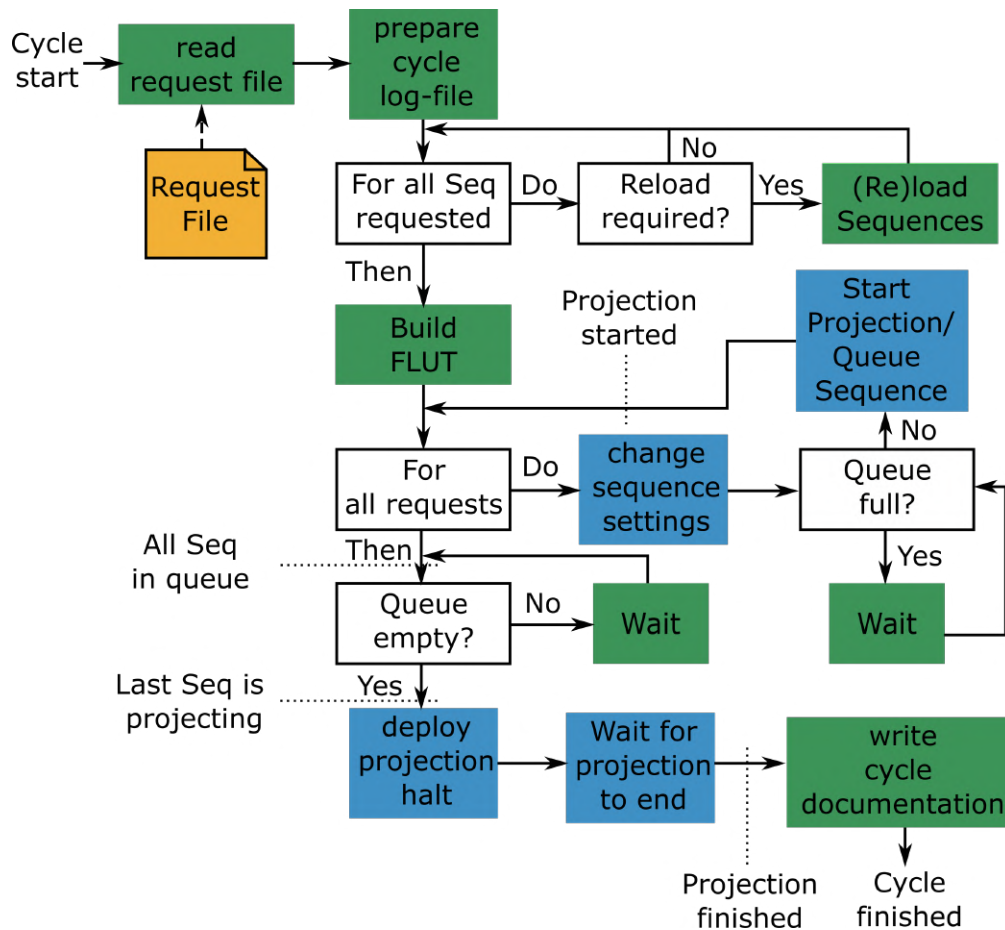 Cycle
start
read
request file
prepare
cycle
log-file
Request
File
For all Seq
requested
Do
Reload
required?
No
Yes
(Re)load
Sequences
Then
Build
FLUT
Projection
started
Start
Projection/
Queue
Sequence
No
For
all requests
Do
change
sequence
settings
Queue
full?
Yes
Wait
All Seq
in queue
Then
Queue
empty?
No
Wait
Last Seq is
projecting
Yes
deploy
projection
halt
Wait for
projection
to end
write
cycle
documentation
Projection
finished
Cycle
finished